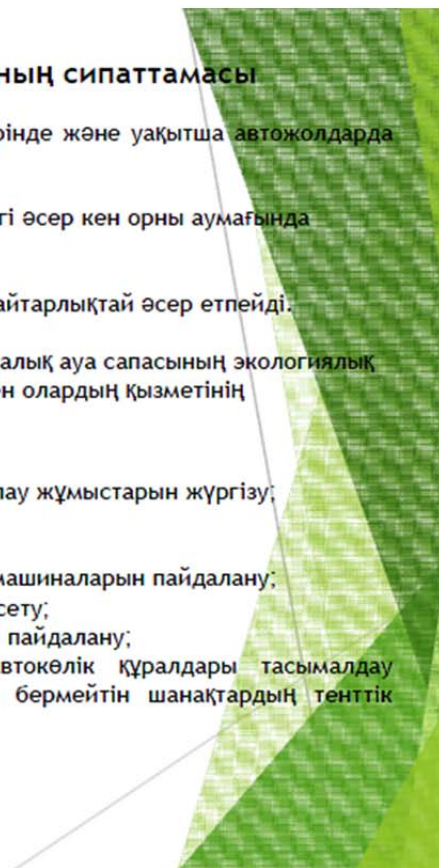 ның сипаттамасы
рінде және уақытша автожолдарда
гі әсер кен орны аумағында
айтарлықтай әсер етпейді.
алық ауа сапасының экологиялық
н олардың қызметінің
лау жұмыстарын жүргізу;
машиналарын пайдалану;
сету;
пайдалану;
втокөлік құралдары тасымалдау
бермейтін шанақтардың тенттік